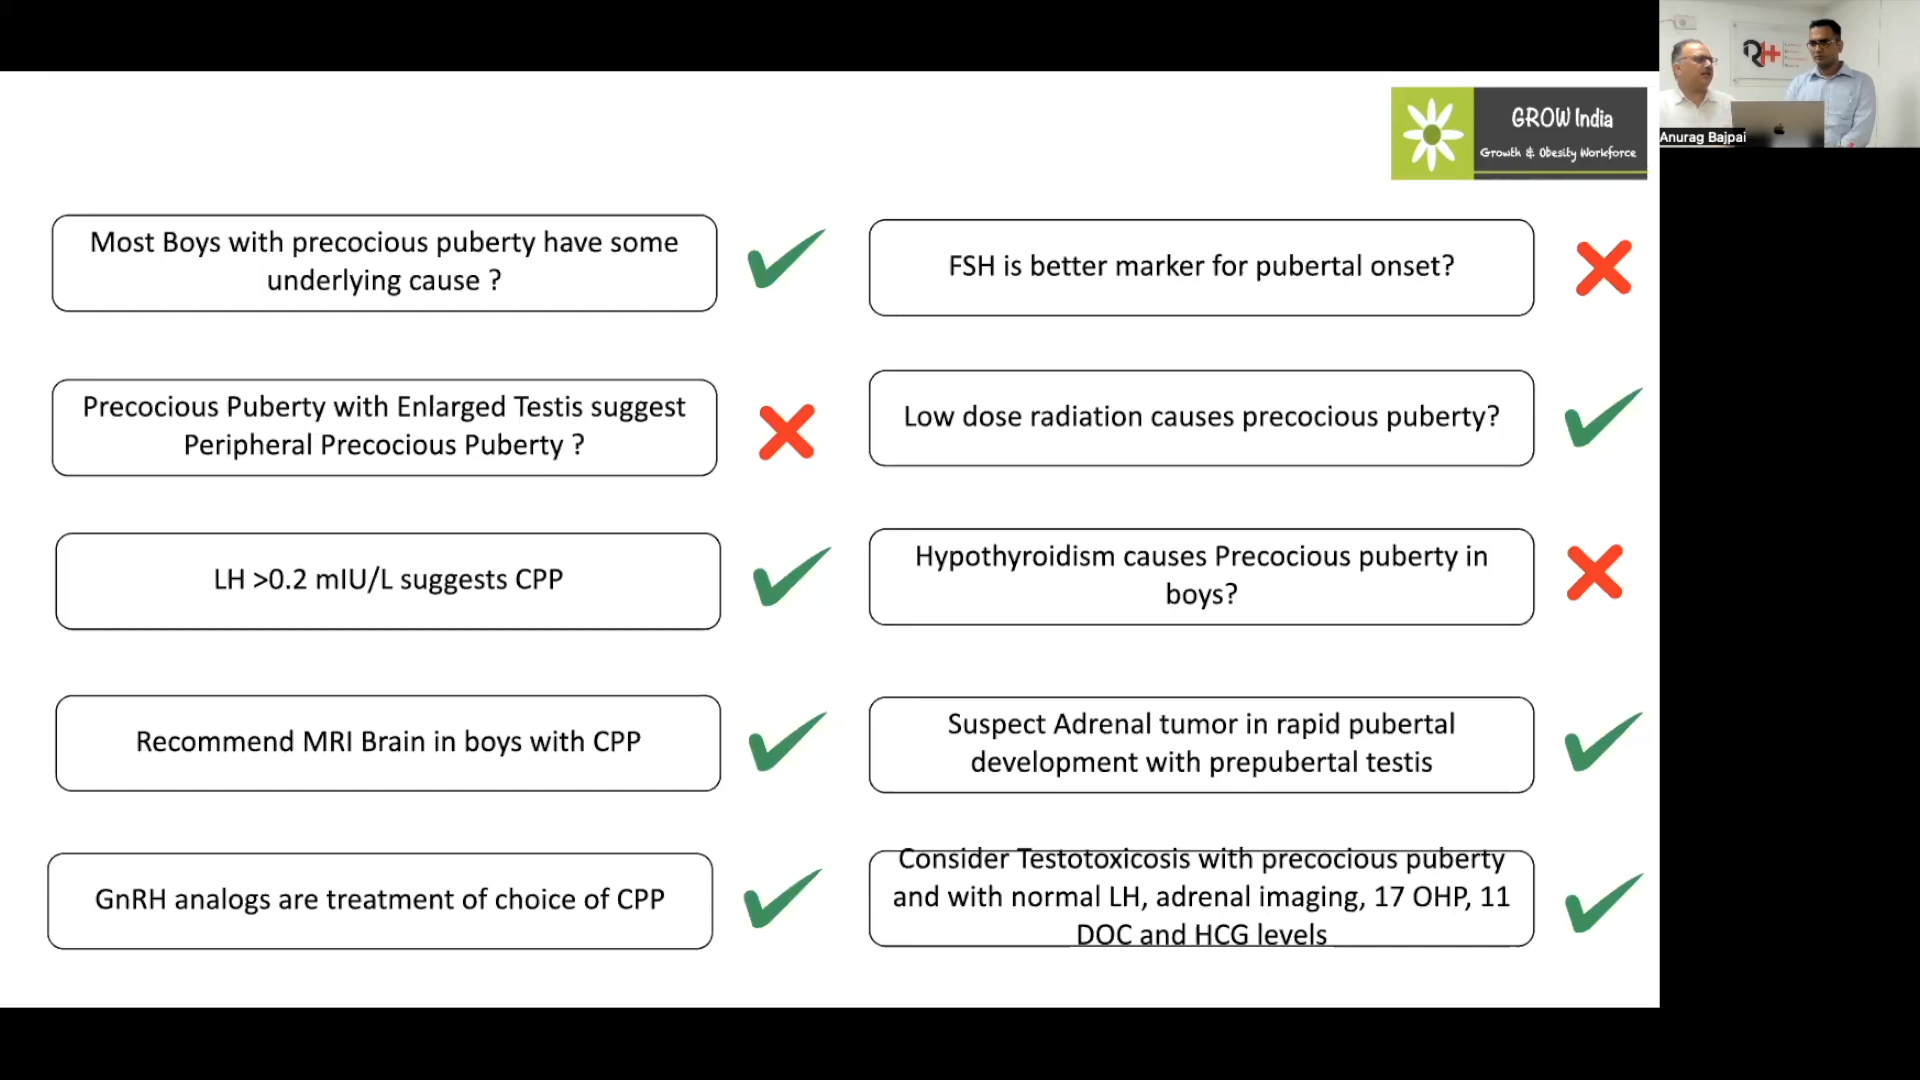 GROW India
Growth & Obesity Workforce
Anurag Bajpai
Most Boys with precocious puberty have some
underlying cause ?
FSH is better marker for pubertal onset?
Precocious Puberty with Enlarged Testis suggest
Peripheral Precocious Puberty ?
Low dose radiation causes precocious puberty?
LH >0.2 mIU/L suggests CPP
Hypothyroidism causes Precocious puberty in
boys?
Recommend MRI Brain in boys with CPP
Suspect Adrenal tumor in rapid pubertal
development with prepubertal testis
GnRH analogs are treatment of choice of CPP
Consider Testotoxicosis with precocious puberty
and with normal LH, adrenal imaging, 17 OHP, 11
DOC and HCG levels